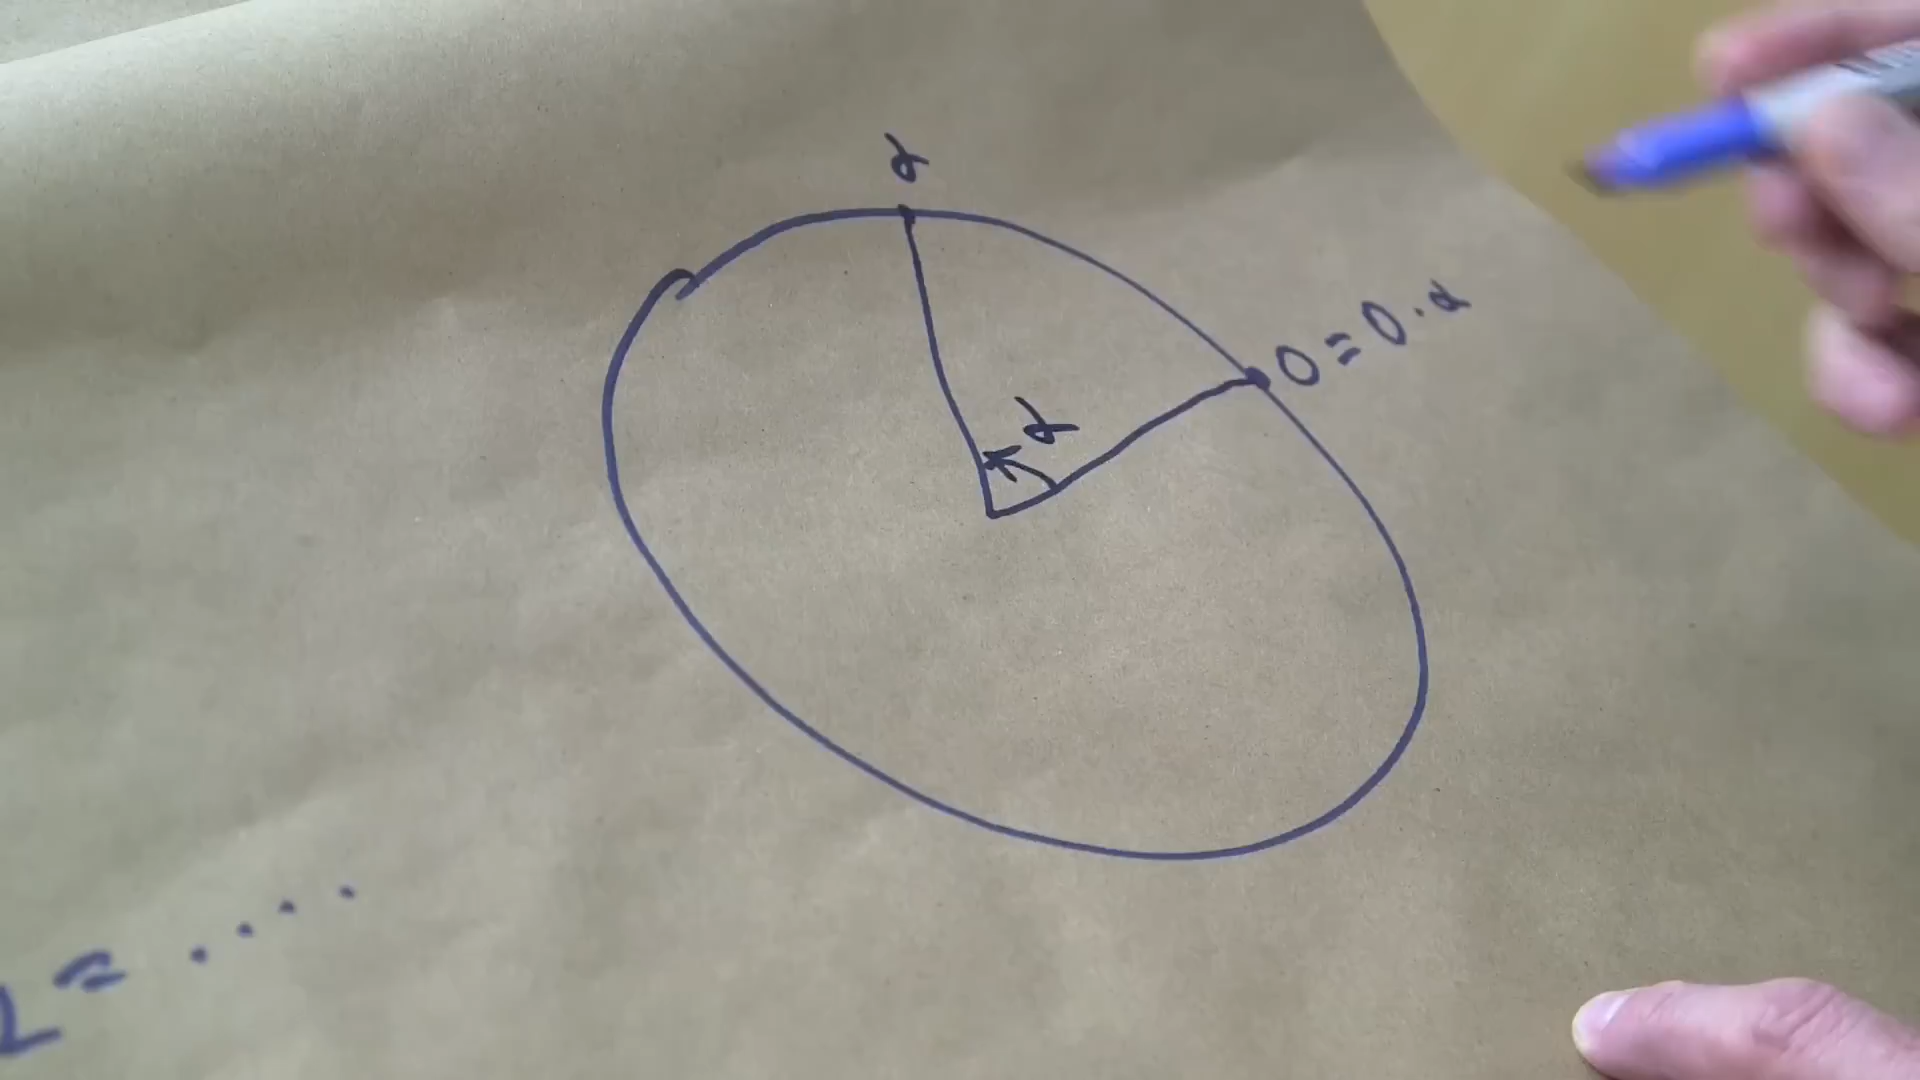 α
0 = 0 · α
α
= . . . .